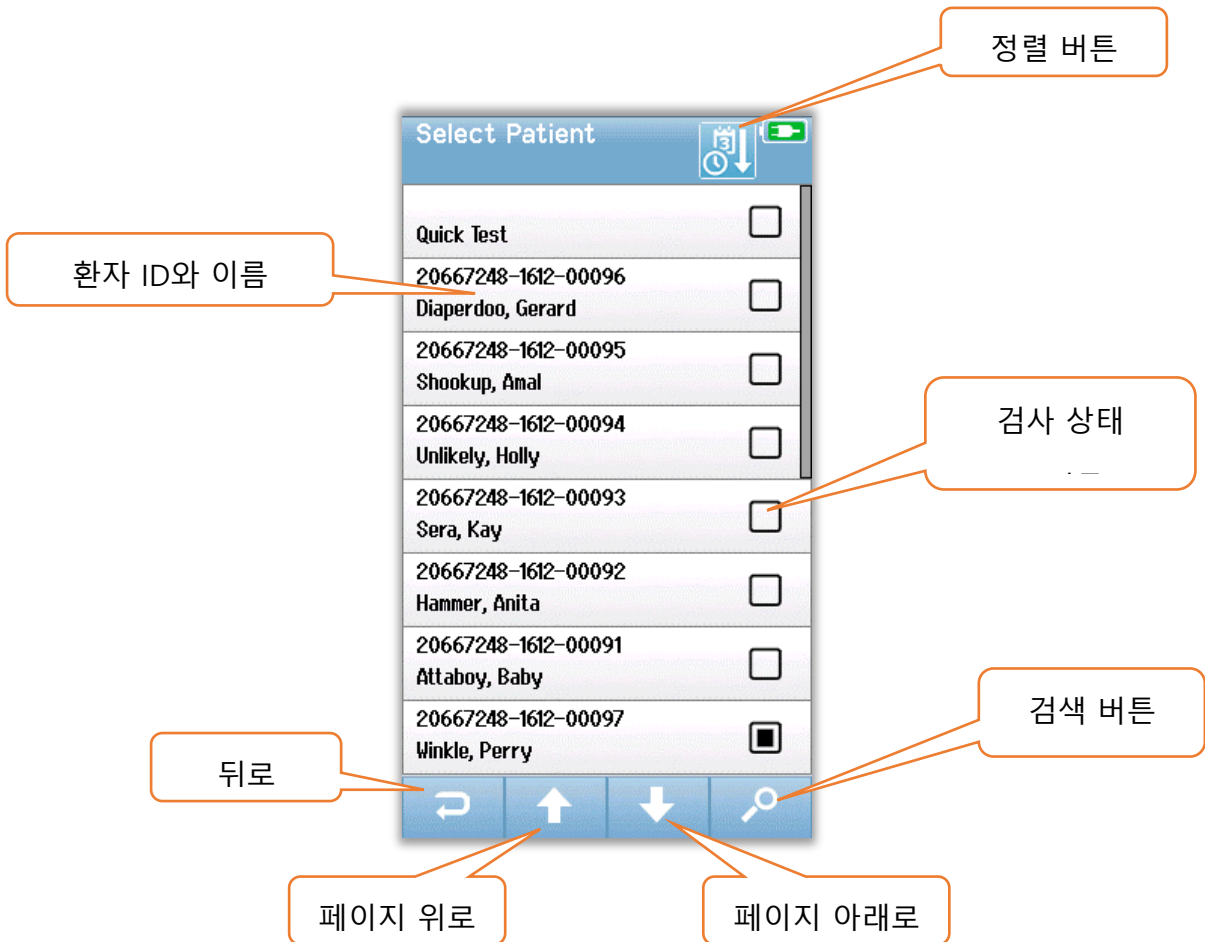 정렬 버튼
Select Patient
3
Quick Test
환자 ID와 이름
20667248-1612-00096
Diaperdoo, Gerard
20667248-1612-00095
Shookup, Amal
20667248-1612-00094
Unlikely, Holly
검사 상태
20667248-1612-00093
Sera, Kay
20667248-1612-00092
Hammer, Anita
20667248-1612-00091
Attaboy, Baby
20667248-1612-00097
Winkle, Perry
검색 버튼
뒤로
페이지 위로
페이지 아래로